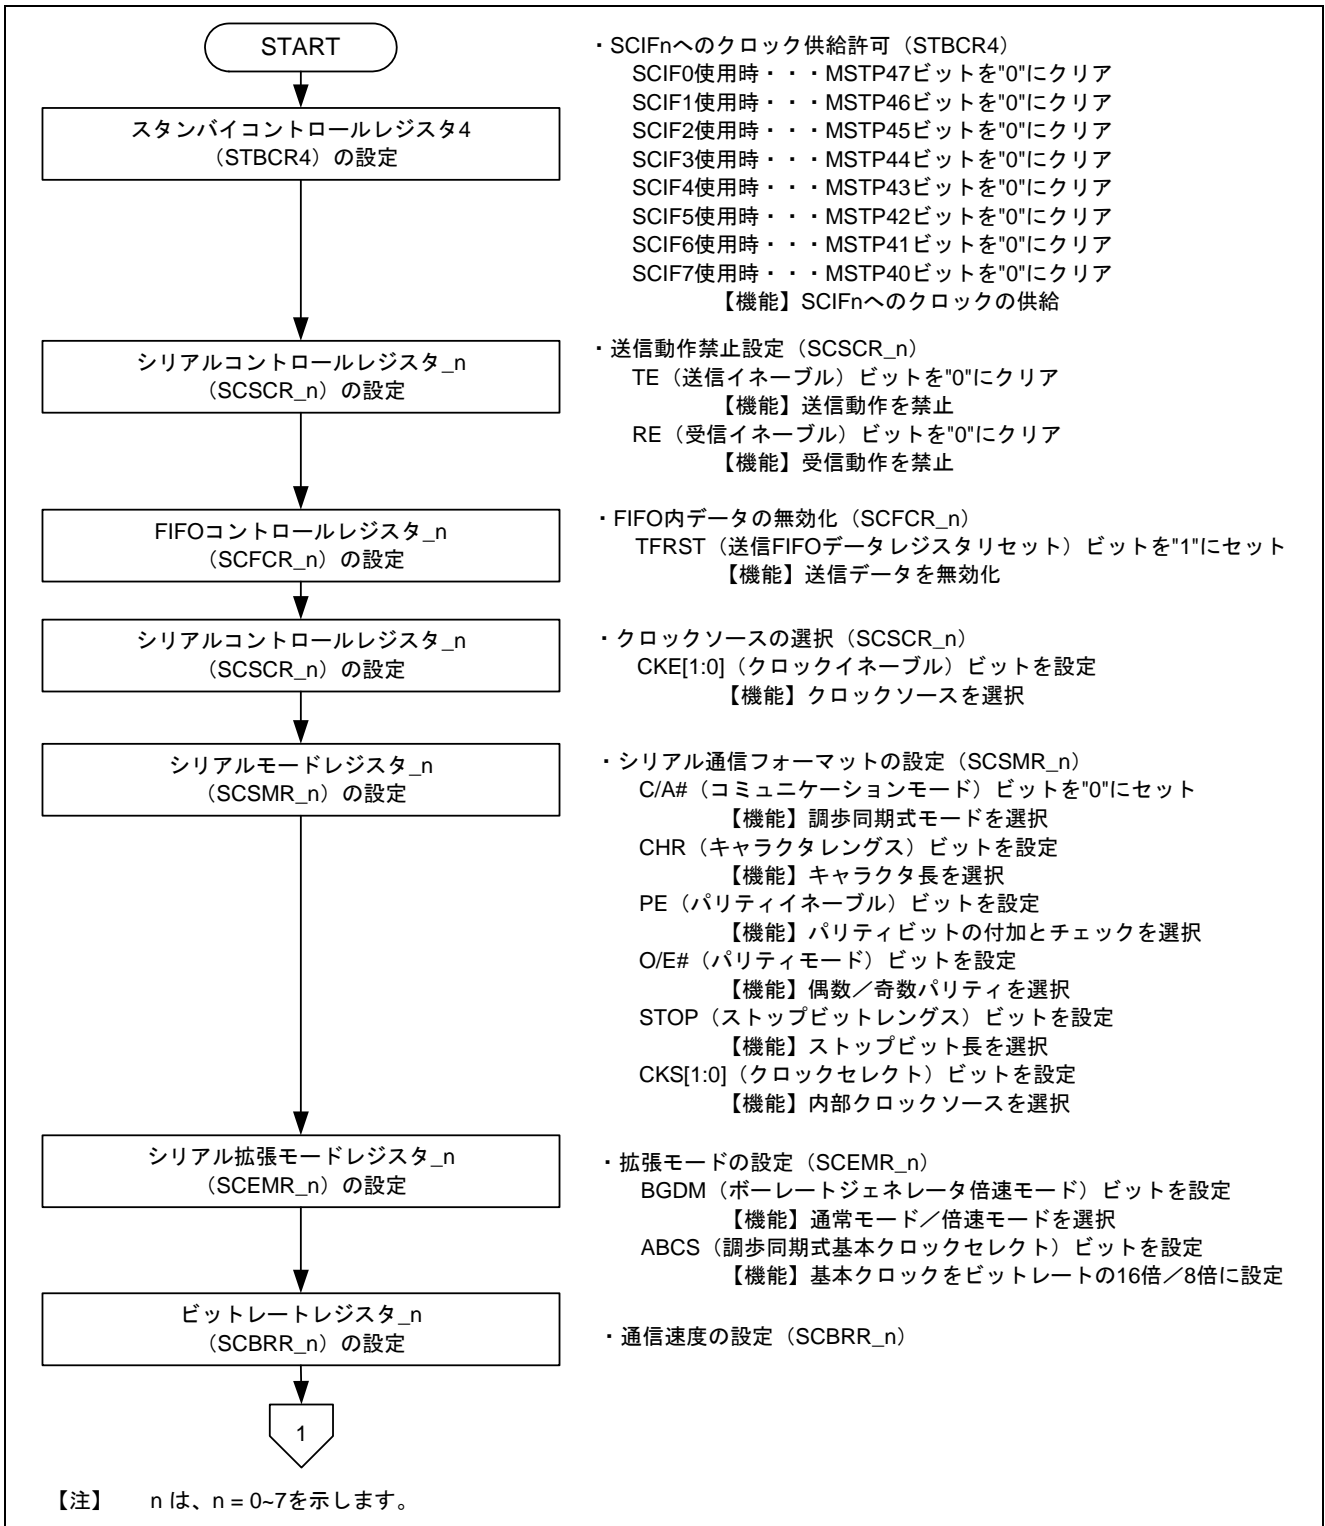 START
スタンバイコントロールレジスタ4
（STBCR4）の設定
・SCIFnへのクロック供給許可（STBCR4）
SCIF0使用時・・・MSTP47ビットを"0"にクリア
SCIF1使用時・・・MSTP46ビットを"0"にクリア
SCIF2使用時・・・MSTP45ビットを"0"にクリア
SCIF3使用時・・・MSTP44ビットを"0"にクリア
SCIF4使用時・・・MSTP43ビットを"0"にクリア
SCIF5使用時・・・MSTP42ビットを"0"にクリア
SCIF6使用時・・・MSTP41ビットを"0"にクリア
SCIF7使用時・・・MSTP40ビットを"0"にクリア
【機能】SCIFnへのクロックの供給
シリアルコントロールレジスタ_n
（SCSCR_n）の設定
・送信動作禁止設定（SCSCR_n）
TE（送信イネーブル）ビットを"0"にクリア
【機能】送信動作を禁止
RE（受信イネーブル）ビットを"0"にクリア
【機能】受信動作を禁止
FIFOコントロールレジスタ_n
（SCFCR_n）の設定
・FIFO内データの無効化（SCFCR_n）
TFRST（送信FIFOデータレジスタリセット）ビットを"1"にセット
【機能】送信データを無効化
シリアルコントロールレジスタ_n
（SCSCR_n）の設定
・クロックソースの選択（SCSCR_n）
CKE[1:0]（クロックイネーブル）ビットを設定
【機能】クロックソースを選択
シリアルモードレジスタ_n
（SCSMR_n）の設定
・シリアル通信フォーマットの設定（SCSMR_n）
C/A#（コミュニケーションモード）ビットを"0"にセット
【機能】調歩同期式モードを選択
CHR（キャラクタレングス）ビットを設定
【機能】キャラクタ長を選択
PE（パリティイネーブル）ビットを設定
【機能】パリティビットの付加とチェックを選択
O/E#（パリティモード）ビットを設定
【機能】偶数／奇数パリティを選択
STOP（ストップビットレングス）ビットを設定
【機能】ストップビット長を選択
CKS[1:0]（クロックセレクト）ビットを設定
【機能】内部クロックソースを選択
シリアル拡張モードレジスタ_n
（SCEMR_n）の設定
・拡張モードの設定（SCEMR_n）
BGDM（ボーレートジェネレータ倍速モード）ビットを設定
【機能】通常モード／倍速モードを選択
ABCS（調歩同期式基本クロックセレクト）ビットを設定
【機能】基本クロックをビットレートの16倍／8倍に設定
ビットレートレジスタ_n
（SCBRR_n）の設定
・通信速度の設定（SCBRR_n）
1
【注】 n は、n = 0~7を示します。